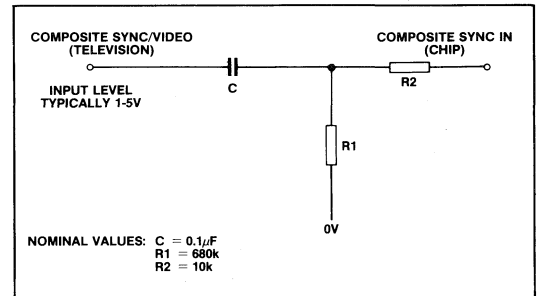 COMPOSITE SYNC/VIDEO
(TELEVISION)
COMPOSITE SYNC IN
(CHIP)
INPUT LEVEL
TYPICALLY 1-5V
C
R2
R1
0V
NOMINAL VALUES: C = 0.1μF
R1 = 680k
R2 = 10k